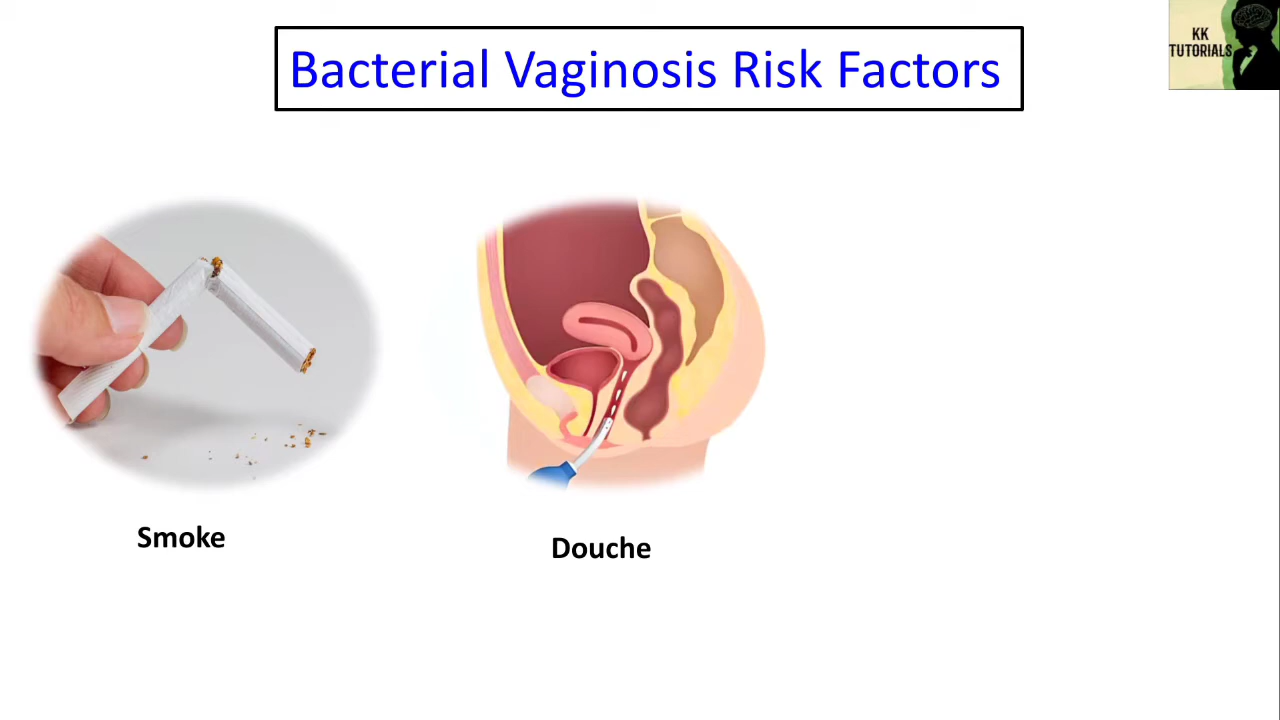 Bacterial Vaginosis Risk Factors
KK
TUTORIALS
Smoke
Douche